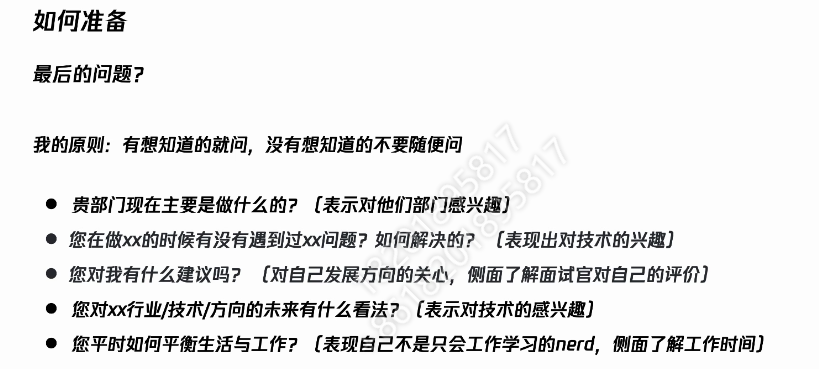 如何准备
最后的问题？
我的原则：有想知道的就问，没有想知道的不要随便问
● 贵部门现在主要是做什么的？（表示对他们部门感兴趣）
● 您在做xx的时候有没有遇到过xx问题？如何解决的？（表现出对技术的兴趣）
● 您对我有什么建议吗？（对自己发展方向的关心，侧面了解面试官对自己的评价）
● 您对xx行业/技术/方向的未来有什么看法？（表示对技术的感兴趣）
● 您平时如何平衡生活与工作？（表现自己不是只会工作学习的nerd，侧面了解工作时间）